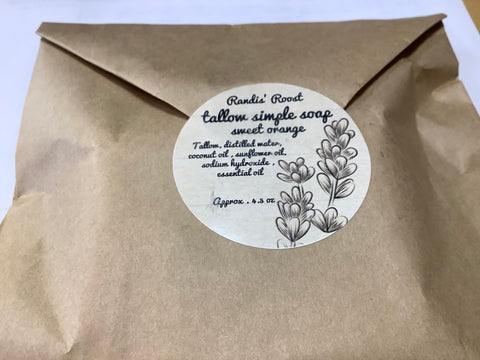 Randis' Roost
tallow simple soap
sweet orange
Tallow, distilled water,
coconut oil , sunflower oil,
sodium hydroxide ,
essential oil
Approx . 4.5 oz